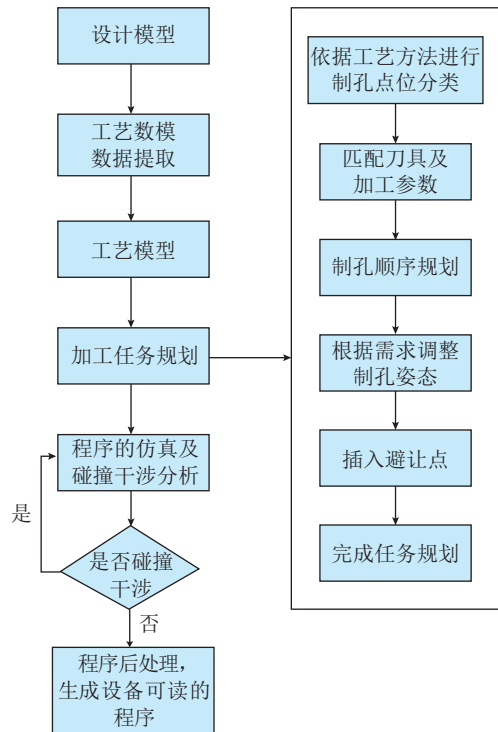 设计模型
工艺数模
数据提取
工艺模型
加工任务规划
程序的仿真及
碰撞干涉分析
是
是否碰撞
干涉
否
程序后处理，
生成设备可读的
程序
依据工艺方法进行
制孔点位分类
匹配刀具及
加工参数
制孔顺序规划
根据需求调整
制孔姿态
插入避让点
完成任务规划